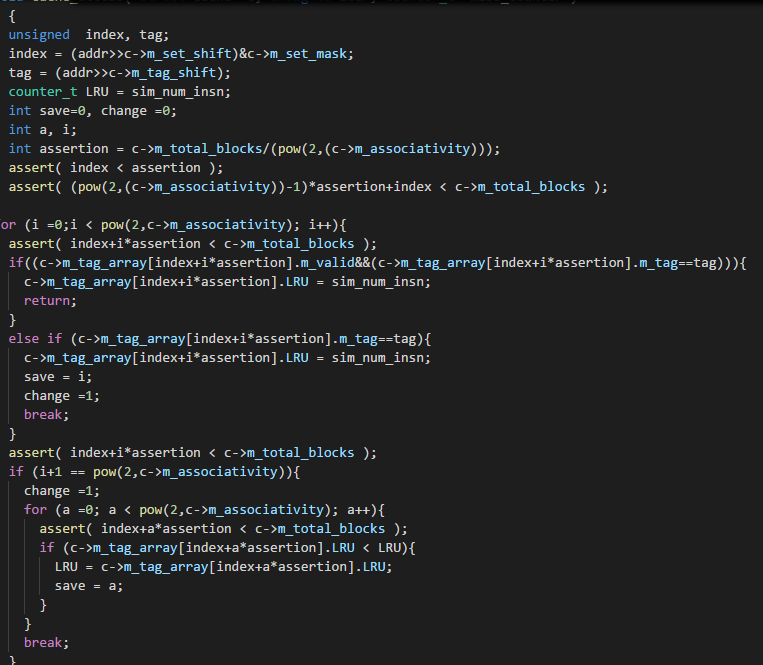 {
unsigned  index, tag;
index = (addr>>c->m_set_shift)&c->m_set_mask;
tag = (addr>>c->m_tag_shift);
counter_t LRU = sim_num_insn;
int save=0, change =0;
int a, i;
int assertion = c->m_total_blocks/(pow(2,(c->m_associativity)));
assert( index < assertion );
assert( (pow(2,(c->m_associativity))-1)*assertion+index < c->m_total_blocks );
or (i =0;i < pow(2,c->m_associativity); i++){
assert( index+i*assertion < c->m_total_blocks );
if((c->m_tag_array[index+i*assertion].m_valid&&(c->m_tag_array[index+i*assertion].m_tag==tag))){
c->m_tag_array[index+i*assertion].LRU = sim_num_insn;
return;
}
else if (c->m_tag_array[index+i*assertion].m_tag==tag){
c->m_tag_array[index+i*assertion].LRU = sim_num_insn;
save = i;
change =1;
break;
}
assert( index+i*assertion < c->m_total_blocks );
if (i+1 == pow(2,c->m_associativity)){
change =1;
for (a =0; a < pow(2,c->m_associativity); a++){
assert( index+a*assertion < c->m_total_blocks );
if (c->m_tag_array[index+a*assertion].LRU < LRU){
LRU = c->m_tag_array[index+a*assertion].LRU;
save = a;
}
}
break;
}